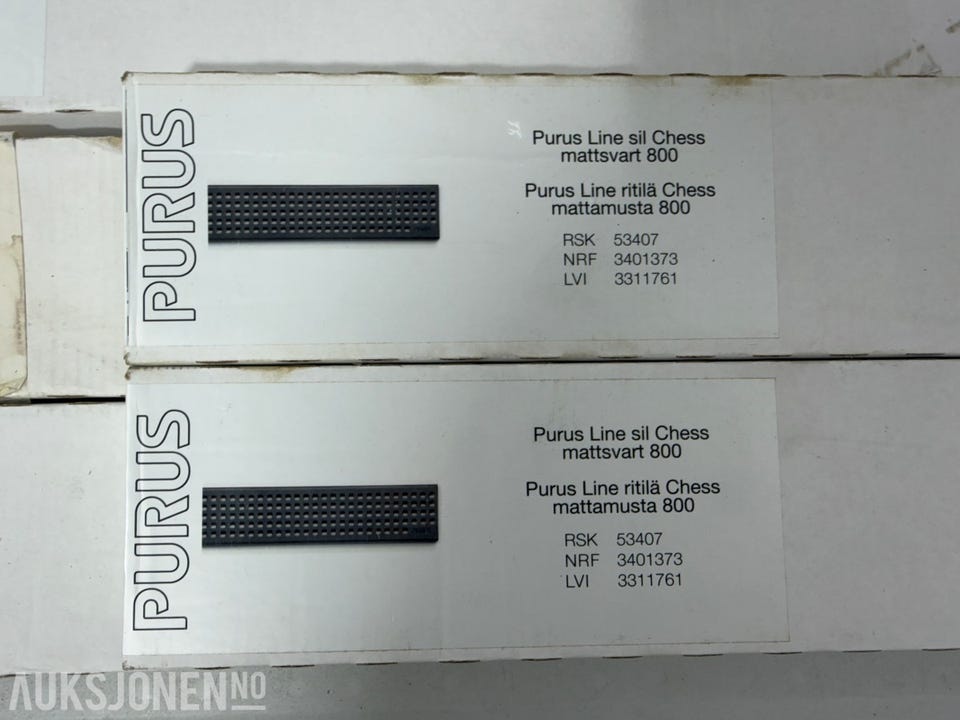 PURUS
Purus Line sil Chess
mattsvart 800
Purus Line ritilä Chess
mattamusta 800
RSK 53407
NRF 3401373
LVI 3311761
PURUS
Purus Line sil Chess
mattsvart 800
Purus Line ritilä Chess
mattamusta 800
RSK 53407
NRF 3401373
LVI 3311761
AUKSJONEN NO